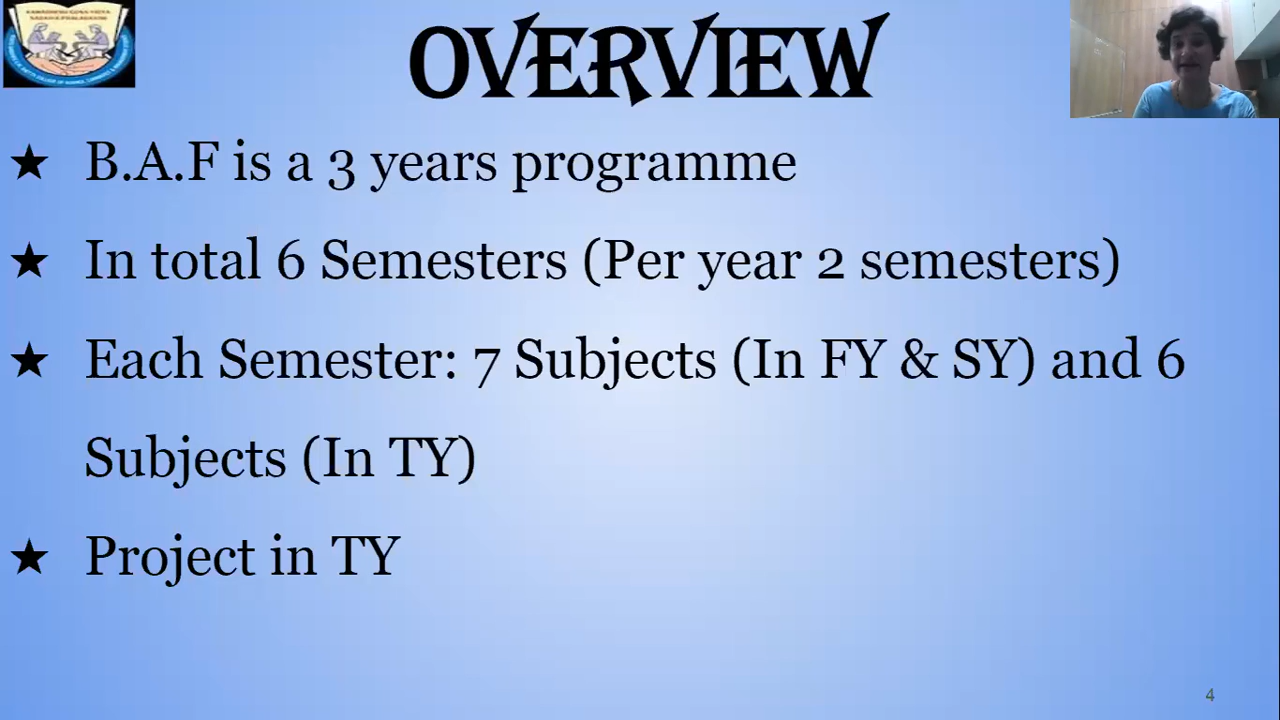 OVERVIEW
★ B.A.F is a 3 years programme
★ In total 6 Semesters (Per year 2 semesters)
★ Each Semester: 7 Subjects (In FY & SY) and 6
Subjects (In TY)
★ Project in TY
4